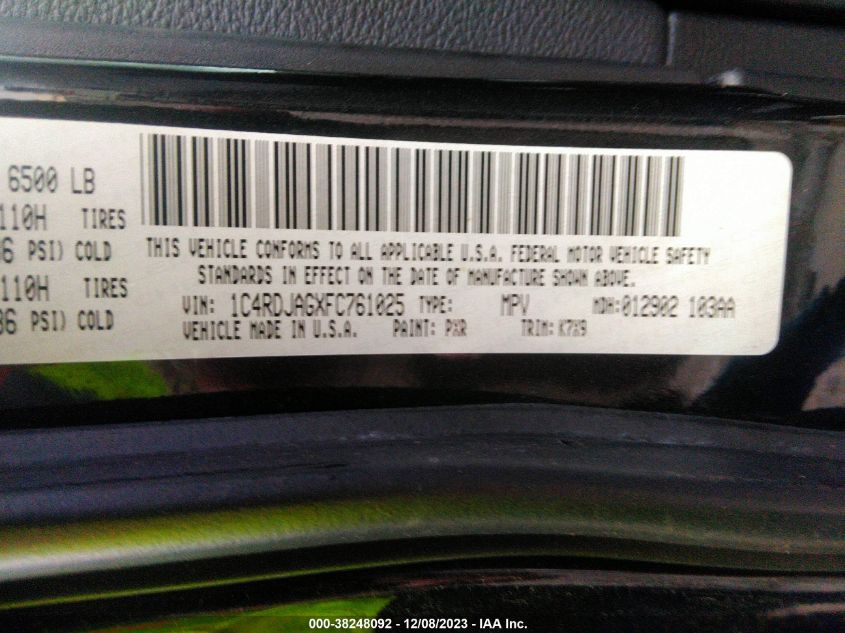 6500 LB
110H TIRES
36 PSI) COLD
110H TIRES
36 PSI) COLD
THIS VEHICLE CONFORMS TO ALL APPLICABLE U.S.A. FEDERAL MOTOR VEHICLE SAFETY
STANDARDS IN EFFECT ON THE DATE OF MANUFACTURE SHOWN ABOVE.
VIN: 1C4RDJAGXFC761025 TYPE: MPV MDH:012902 103AA
VEHICLE MADE IN U.S.A. PAINT: PXR TRIM:K7X9
000-38248092 - 12/08/2023 - IAA Inc.